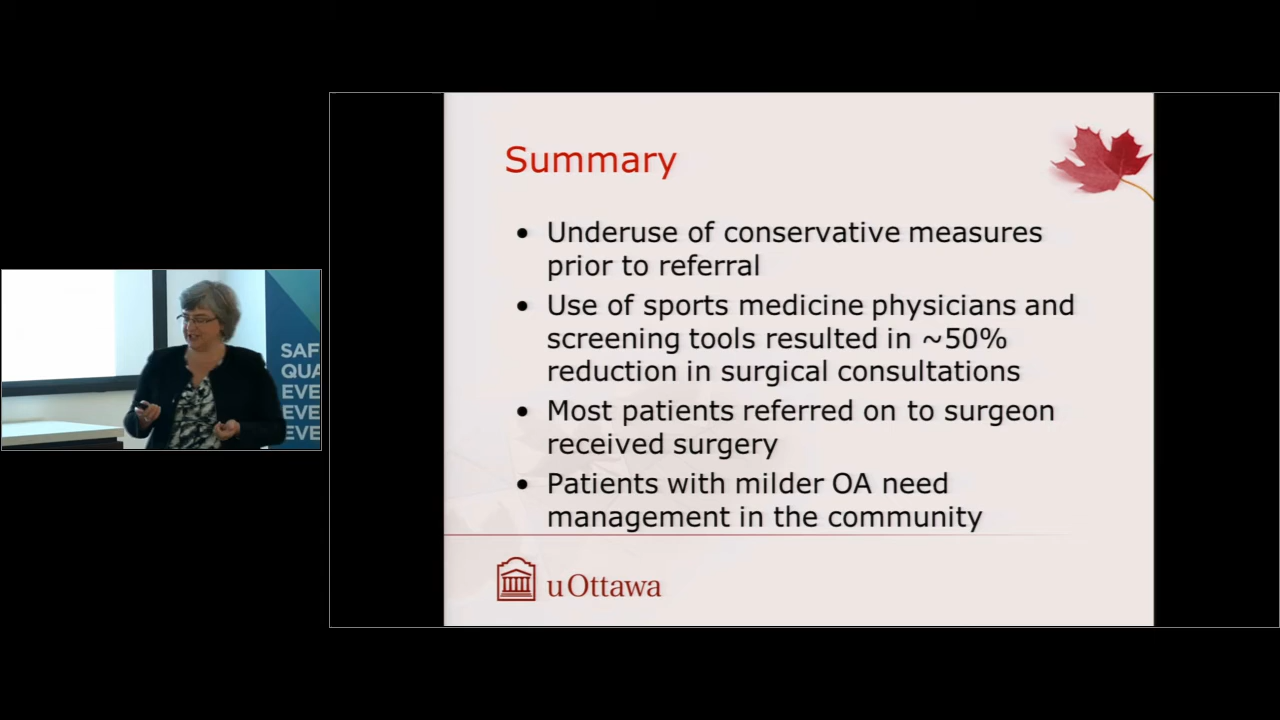 Summary
• Underuse of conservative measures
prior to referral
• Use of sports medicine physicians and
screening tools resulted in ~50%
reduction in surgical consultations
• Most patients referred on to surgeon
received surgery
• Patients with milder OA need
management in the community
uOttawa
SAF
QUA
EVE
EVE
EVE